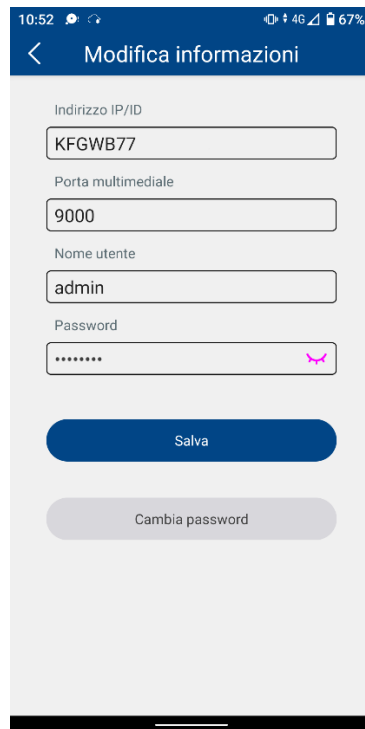 10:52 4G 67%
Modifica informazioni
Indirizzo IP/ID
KFGWB77
Porta multimediale
9000
Nome utente
admin
Password
••••••••
Salva
Cambia password